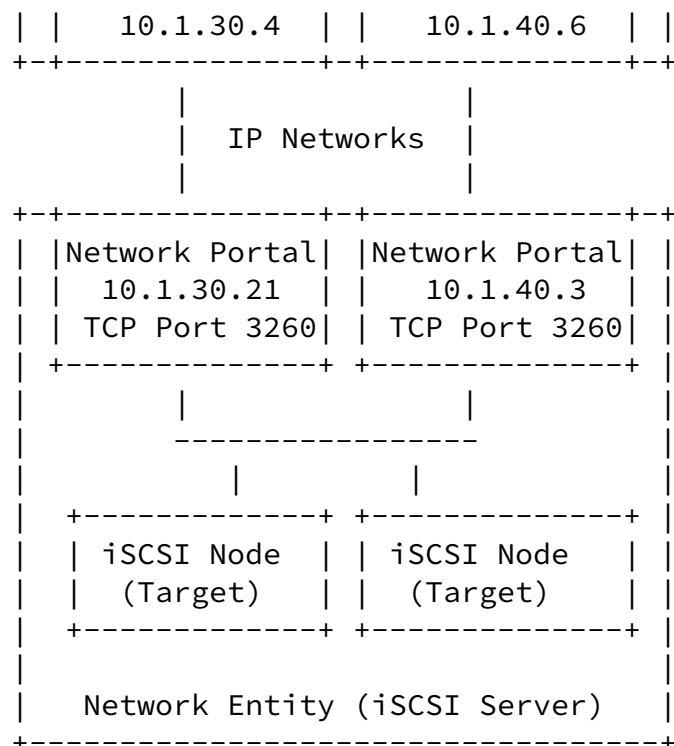 | |   10.1.30.4  | |   10.1.40.6  | |
+-+--------------+-+--------------+-+
         |               |
         |  IP Networks  |
         |               |
+-+--------------+-+--------------+-+
| |Network Portal| |Network Portal| |
| |  10.1.30.21  | |   10.1.40.3  | |
| | TCP Port 3260| | TCP Port 3260| |
| +--------------+ +--------------+ |
|        |               |          |
|        -----------------          |
|           |         |             |
|  +-------------+ +--------------+ |
|  | iSCSI Node  | | iSCSI Node   | |
|  |  (Target)   | |  (Target)    | |
|  +-------------+ +--------------+ |
|                                   |
|   Network Entity (iSCSI Server)   |
+-----------------------------------+